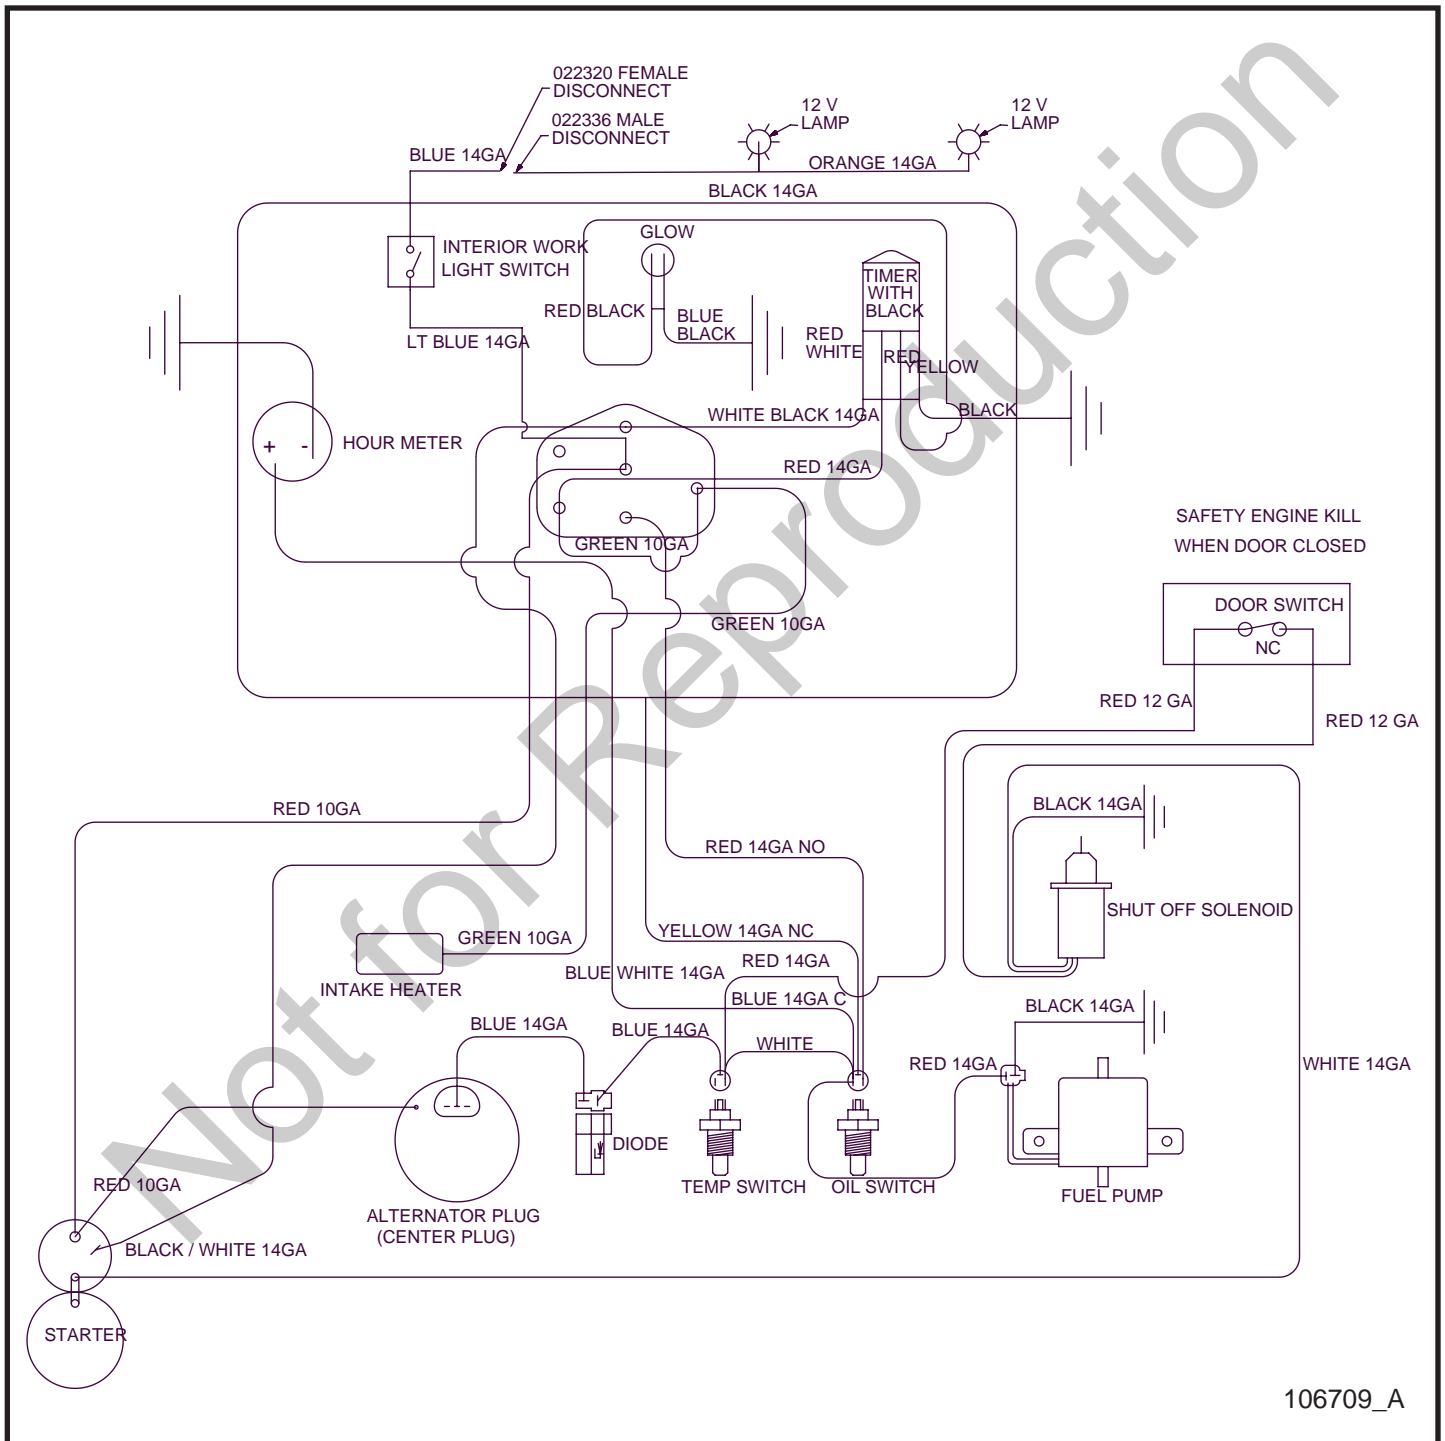 022320 FEMALE
DISCONNECT
022336 MALE
DISCONNECT
12 V
LAMP
12 V
LAMP
BLUE 14GA
ORANGE 14GA
BLACK 14GA
INTERIOR WORK
LIGHT SWITCH
GLOW
TIMER
WITH
BLACK
RED BLACK
BLUE
BLACK
RED
WHITE
RED
YELLOW
LT BLUE 14GA
WHITE BLACK 14GA
BLACK
+ -
HOUR METER
RED 14GA
GREEN 10GA
GREEN 10GA
SAFETY ENGINE KILL
WHEN DOOR CLOSED
DOOR SWITCH
NC
RED 12 GA
RED 12 GA
RED 10GA
BLACK 14GA
RED 14GA NO
SHUT OFF SOLENOID
GREEN 10GA
YELLOW 14GA NC
RED 14GA
BLUE WHITE 14GA
INTAKE HEATER
BLUE 14GA C
BLACK 14GA
BLUE 14GA
BLUE 14GA
WHITE
RED 14GA
WHITE 14GA
DIODE
RED 10GA
TEMP SWITCH
OIL SWITCH
FUEL PUMP
ALTERNATOR PLUG
(CENTER PLUG)
BLACK / WHITE 14GA
STARTER
106709_A
Not for Reproduction